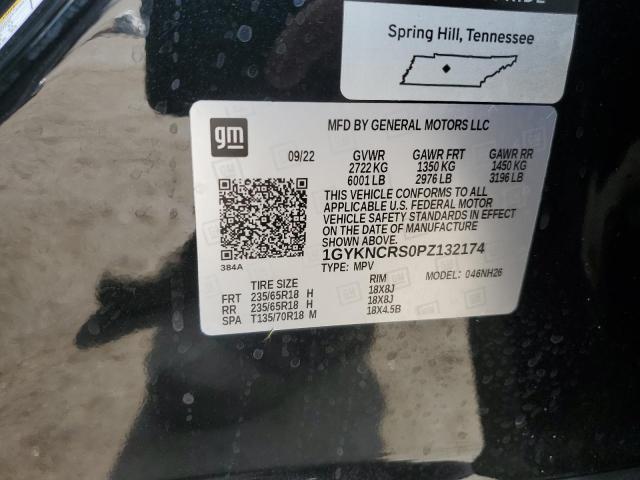 Spring Hill, Tennessee
gm
MFD BY GENERAL MOTORS LLC
09/22 GVWR GAWR FRT GAWR RR
2722 KG 1350 KG 1450 KG
6001 LB 2976 LB 3196 LB
THIS VEHICLE CONFORMS TO ALL
APPLICABLE U.S. FEDERAL MOTOR
VEHICLE SAFETY STANDARDS IN EFFECT
ON THE DATE OF MANUFACTURE
SHOWN ABOVE.
384A 1GYKNCRS0PZ132174
TYPE: MPV MODEL: 046NH26
TIRE SIZE RIM
FRT 235/65R18 H 18X8J
RR 235/65R18 H 18X8J
SPA T135/70R18 M 18X4.5B